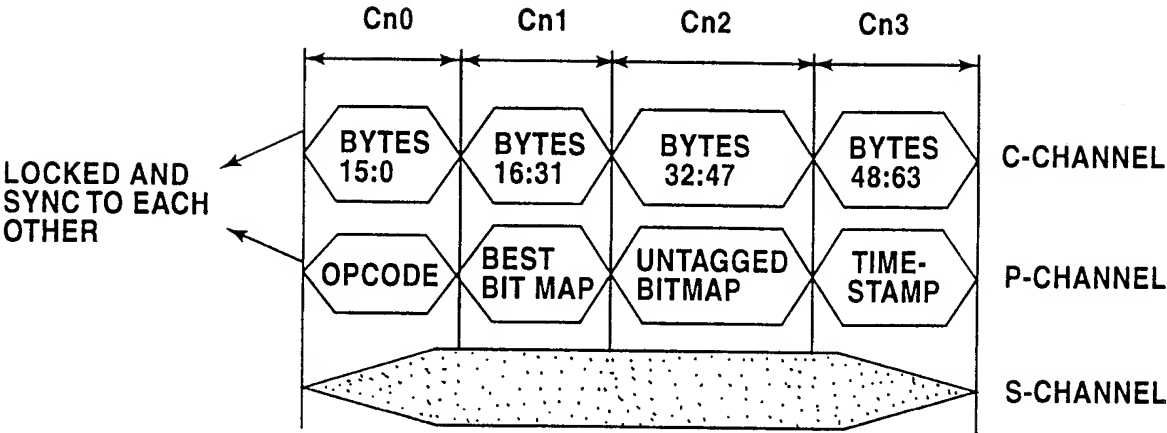 Cn0 Cn1 Cn2 Cn3
BYTES 15:0
BYTES 16:31
BYTES 32:47
BYTES 48:63
C-CHANNEL
LOCKED AND
SYNC TO EACH
OTHER
OPCODE
BEST
BIT MAP
UNTAGGED
BITMAP
TIME-
STAMP
P-CHANNEL
S-CHANNEL